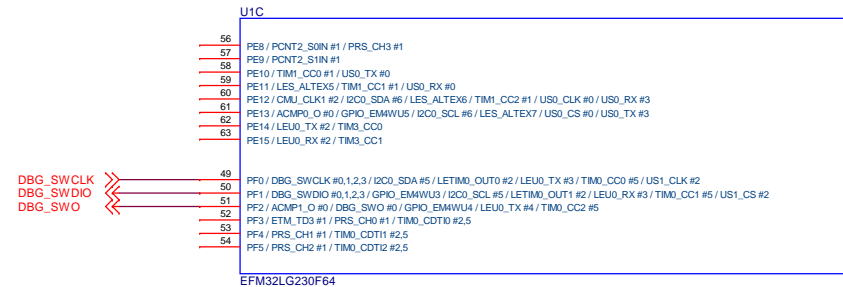 U1C
56 PE8 / PCNT2_S0IN #1 / PRS_CH3 #1
57 PE9 / PCNT2_S1IN #1
58 PE10 / TIM1_CC0 #1 / US0_TX #0
59 PE11 / LES_ALTEX5 / TIM1_CC1 #1 / US0_RX #0
60 PE12 / CMU_CLK1 #2 / I2C0_SDA #6 / LES_ALTEX6 / TIM1_CC2 #1 / US0_CLK #0 / US0_RX #3
61 PE13 / ACMP0_O #0 / GPIO_EM4WU5 / I2C0_SCL #6 / LES_ALTEX7 / US0_CS #0 / US0_TX #3
62 PE14 / LEU0_TX #2 / TIM3_CC0
63 PE15 / LEU0_RX #2 / TIM3_CC1
DBG_SWCLK 49 PF0 / DBG_SWCLK #0,1,2,3 / I2C0_SDA #5 / LETIM0_OUT0 #2 / LEU0_TX #3 / TIM0_CC0 #5 / US1_CLK #2
DBG_SWDIO 50 PF1 / DBG_SWDIO #0,1,2,3 / GPIO_EM4WU3 / I2C0_SCL #5 / LETIM0_OUT1 #2 / LEU0_RX #3 / TIM0_CC1 #5 / US1_CS #2
DBG_SWO 51 PF2 / ACMP1_O #0 / DBG_SWO #0 / GPIO_EM4WU4 / LEU0_TX #4 / TIM0_CC2 #5
52 PF3 / ETM_TD3 #1 / PRS_CH0 #1 / TIM0_CDTI0 #2,5
53 PF4 / PRS_CH1 #1 / TIM0_CDTI1 #2,5
54 PF5 / PRS_CH2 #1 / TIM0_CDTI2 #2,5
EFM32LG230F64